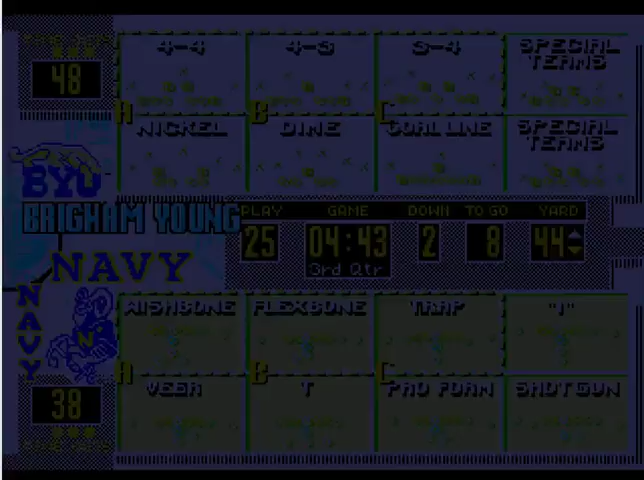 48
4-4 4-3 3-4 SPECIAL TEAMS
A B C
NICKEL DIME GOAL LINE SPECIAL TEAMS
BYU
BRIGHAM YOUNG
PLAY GAME DOWN TO GO YARD
25 04:43 2 8 44
3rd Qtr
NAVY
NAVY
N
WISHBONE FLEXBONE TRAP "I"
A B C
VEER T PRO FORM SHOTGUN
38